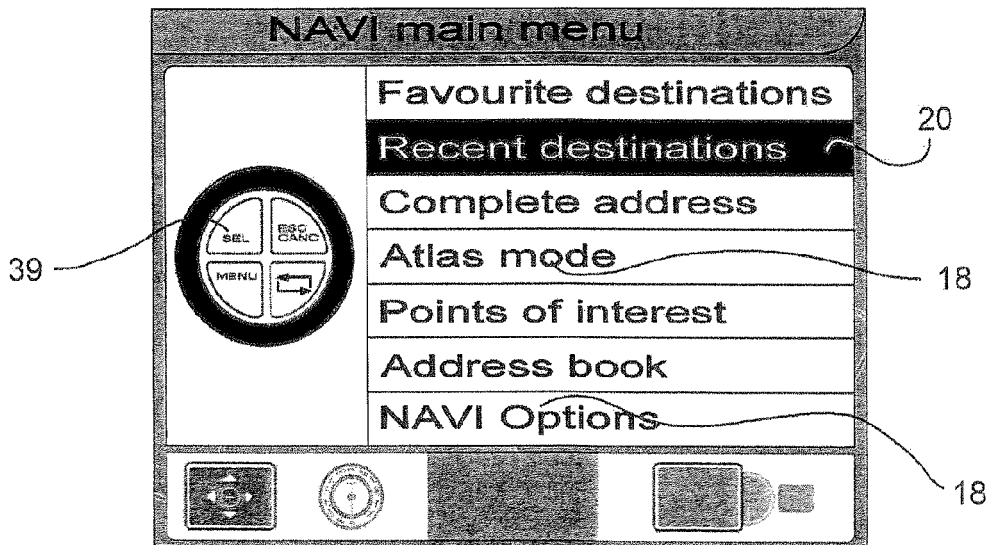 NAVI main menu
Favourite destinations
20
Recent destinations
Complete address
39
SEL
ESC
CANC
Atlas mode
18
MENU
Points of interest
Address book
NAVI Options
18